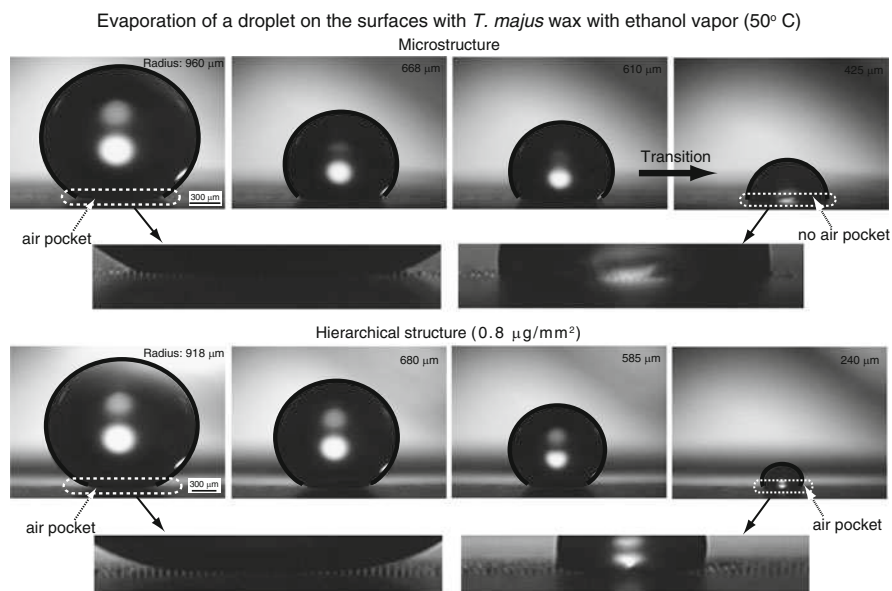 Evaporation of a droplet on the surfaces with T. majus wax with ethanol vapor (50° C)
Microstructure
Radius: 960 μm
668 μm
610 μm
425 μm
Transition
300 μm
air pocket
no air pocket
Hierarchical structure (0.8 μg/mm²)
Radius: 918 μm
680 μm
585 μm
240 μm
300 μm
air pocket
air pocket